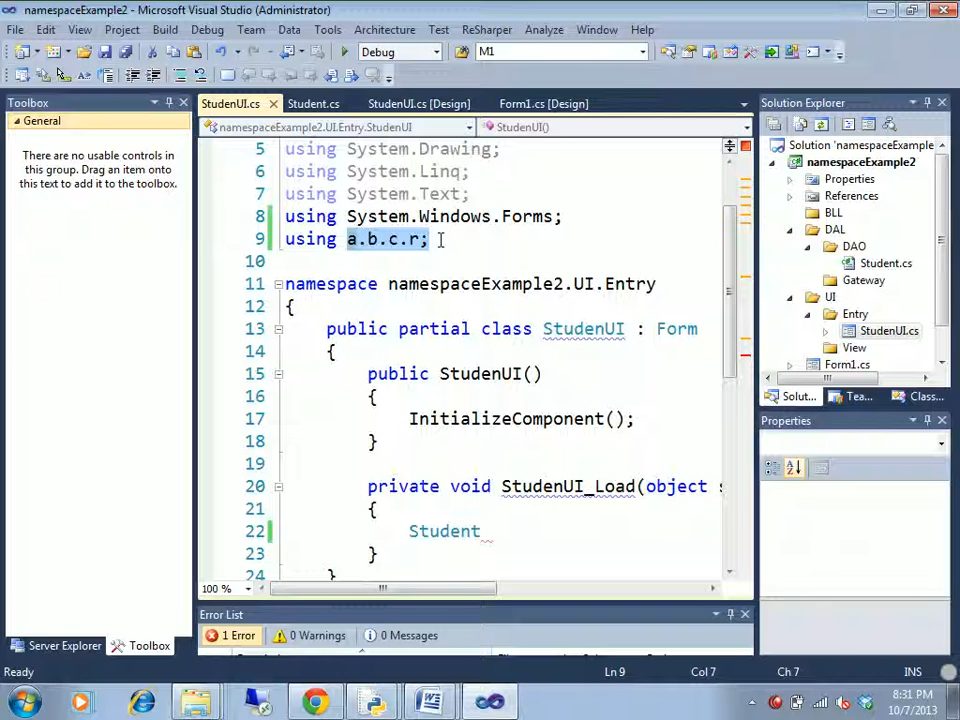 namespaceExample2 - Microsoft Visual Studio (Administrator)
File Edit View Project Build Debug Team Data Tools Architecture Test ReSharper Analyze Window Help
Debug M1
Toolbox
General
There are no usable controls in
this group. Drag an item onto
this text to add it to the toolbox.
Server Explorer Toolbox
StudenUI.cs Student.cs StudenUI.cs [Design] Form1.cs [Design]
namespaceExample2.UI.Entry.StudenUI StudenUI()
5 using System.Drawing;
6 using System.Linq;
7 using System.Text;
8 using System.Windows.Forms;
9 using a.b.c.r;
10
11 namespace namespaceExample2.UI.Entry
12 {
13 public partial class StudenUI : Form
14 {
15 public StudenUI()
16 {
17 InitializeComponent();
18 }
19
20 private void StudenUI_Load(object s
21 {
22 Student
23 }
24 }
100 %
Error List
1 Error 0 Warnings 0 Messages
Solution Explorer
Solution 'namespaceExample
namespaceExample2
Properties
References
BLL
DAL
DAO
Student.cs
Gateway
UI
Entry
StudenUI.cs
View
Form1.cs
Solut... Tea... Class...
Properties
Ready Ln 9 Col 7 Ch 7 INS
8:31 PM
10/7/2013